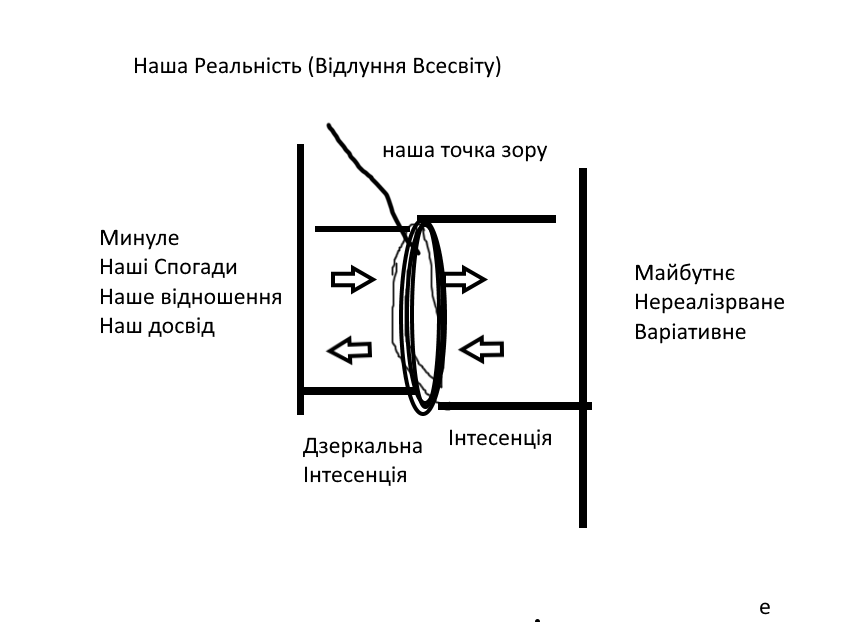 Наша Реальність (Відлуння Всесвіту)
наша точка зору
Минуле
Наші Спогади
Наше відношення
Наш досвід
Майбутнє
Нереалізрване
Варіативне
Дзеркальна
Інтесенція
Інтесенція
е